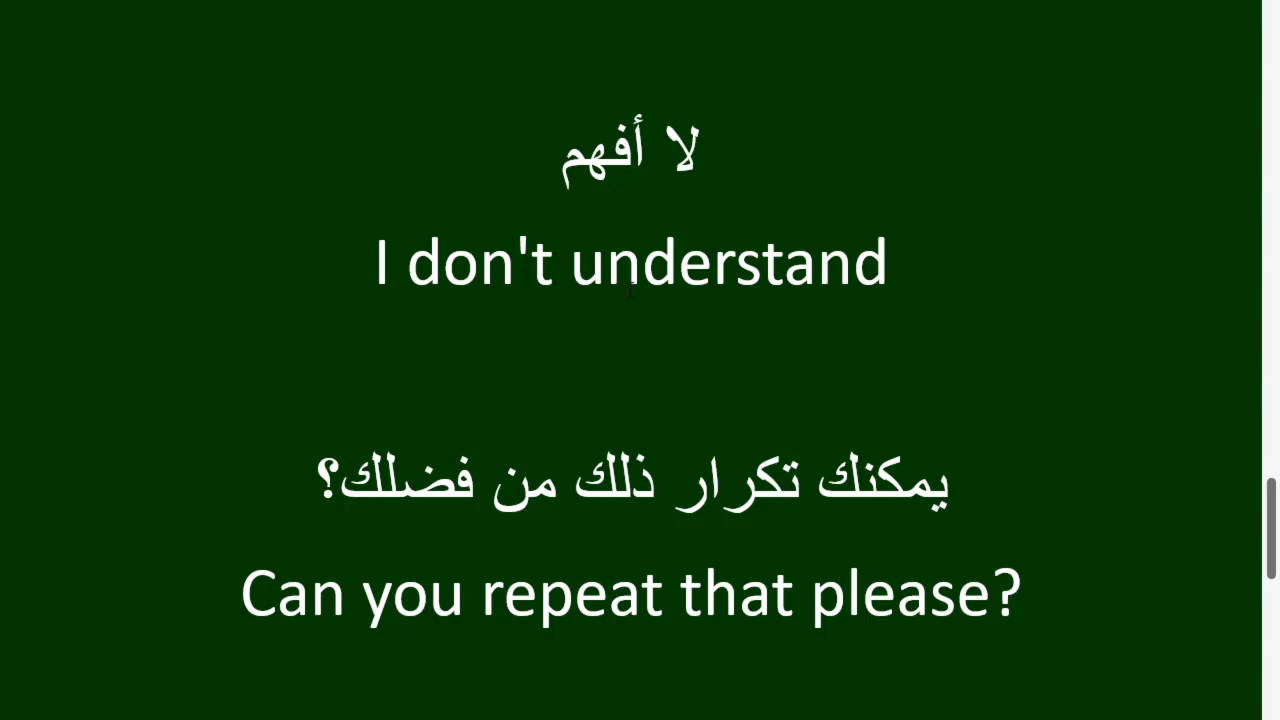 لا أفهم
I don't understand
يمكنك تكرار ذلك من فضلك؟
Can you repeat that please?